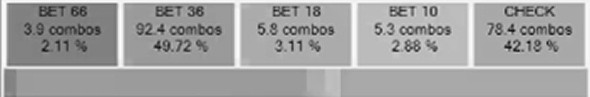 BET 66 BET 36 BET 18 BET 10 CHECK
3.9 combos 92.4 combos 5.8 combos 5.3 combos 78.4 combos
2.11 % 49.72 % 3.11 % 2.88 % 42.18 %